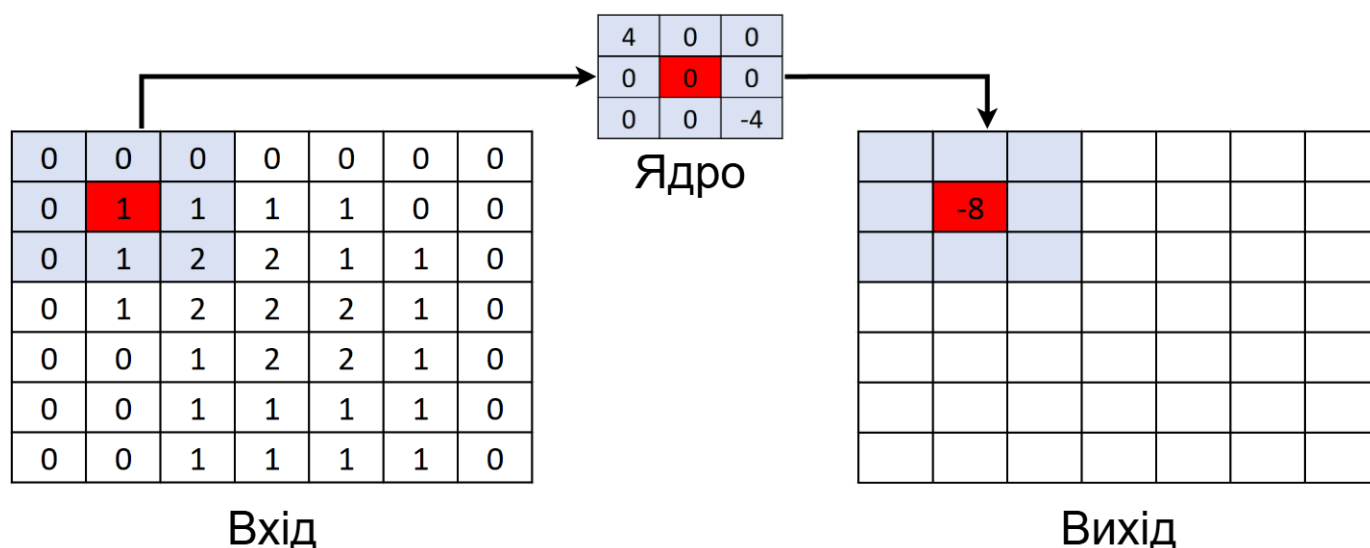 4 0 0
0 0 0
0 0 -4
Ядро
0 0 0 0 0 0 0
0 1 1 1 1 0 0
0 1 2 2 1 1 0
0 1 2 2 2 1 0
0 0 1 2 2 1 0
0 0 1 1 1 1 0
0 0 1 1 1 1 0
Вхід
-8
Вихід